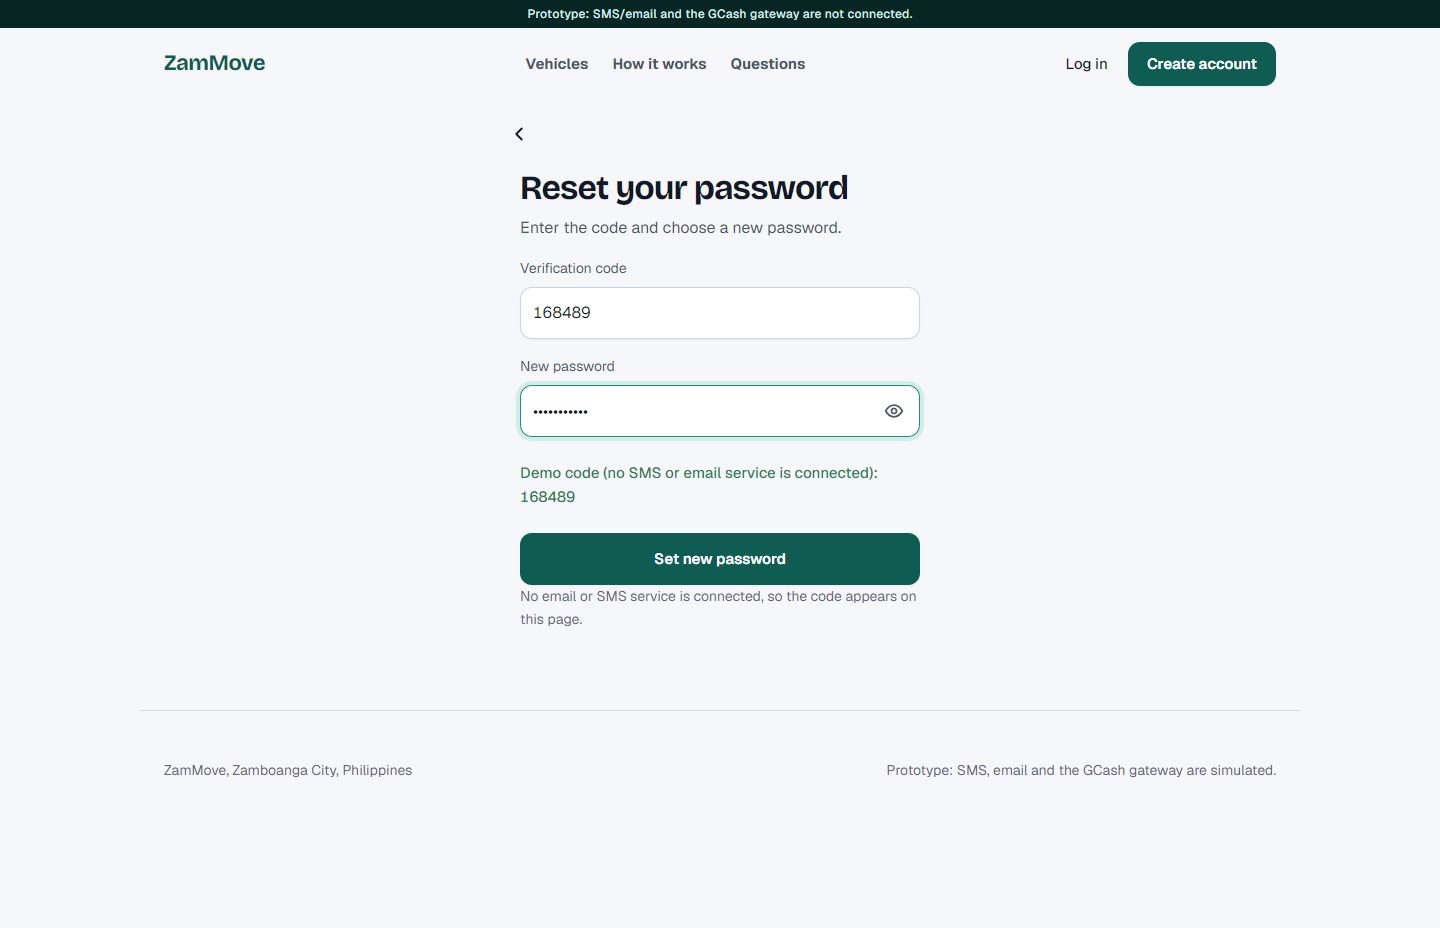 Prototype: SMS/email and the GCash gateway are not connected.
ZamMove
Vehicles
How it works
Questions
Log in
Create account
Reset your password
Enter the code and choose a new password.
Verification code
168489
New password
•••••••••••
Demo code (no SMS or email service is connected):
168489
Set new password
No email or SMS service is connected, so the code appears on
this page.
ZamMove, Zamboanga City, Philippines
Prototype: SMS, email and the GCash gateway are simulated.